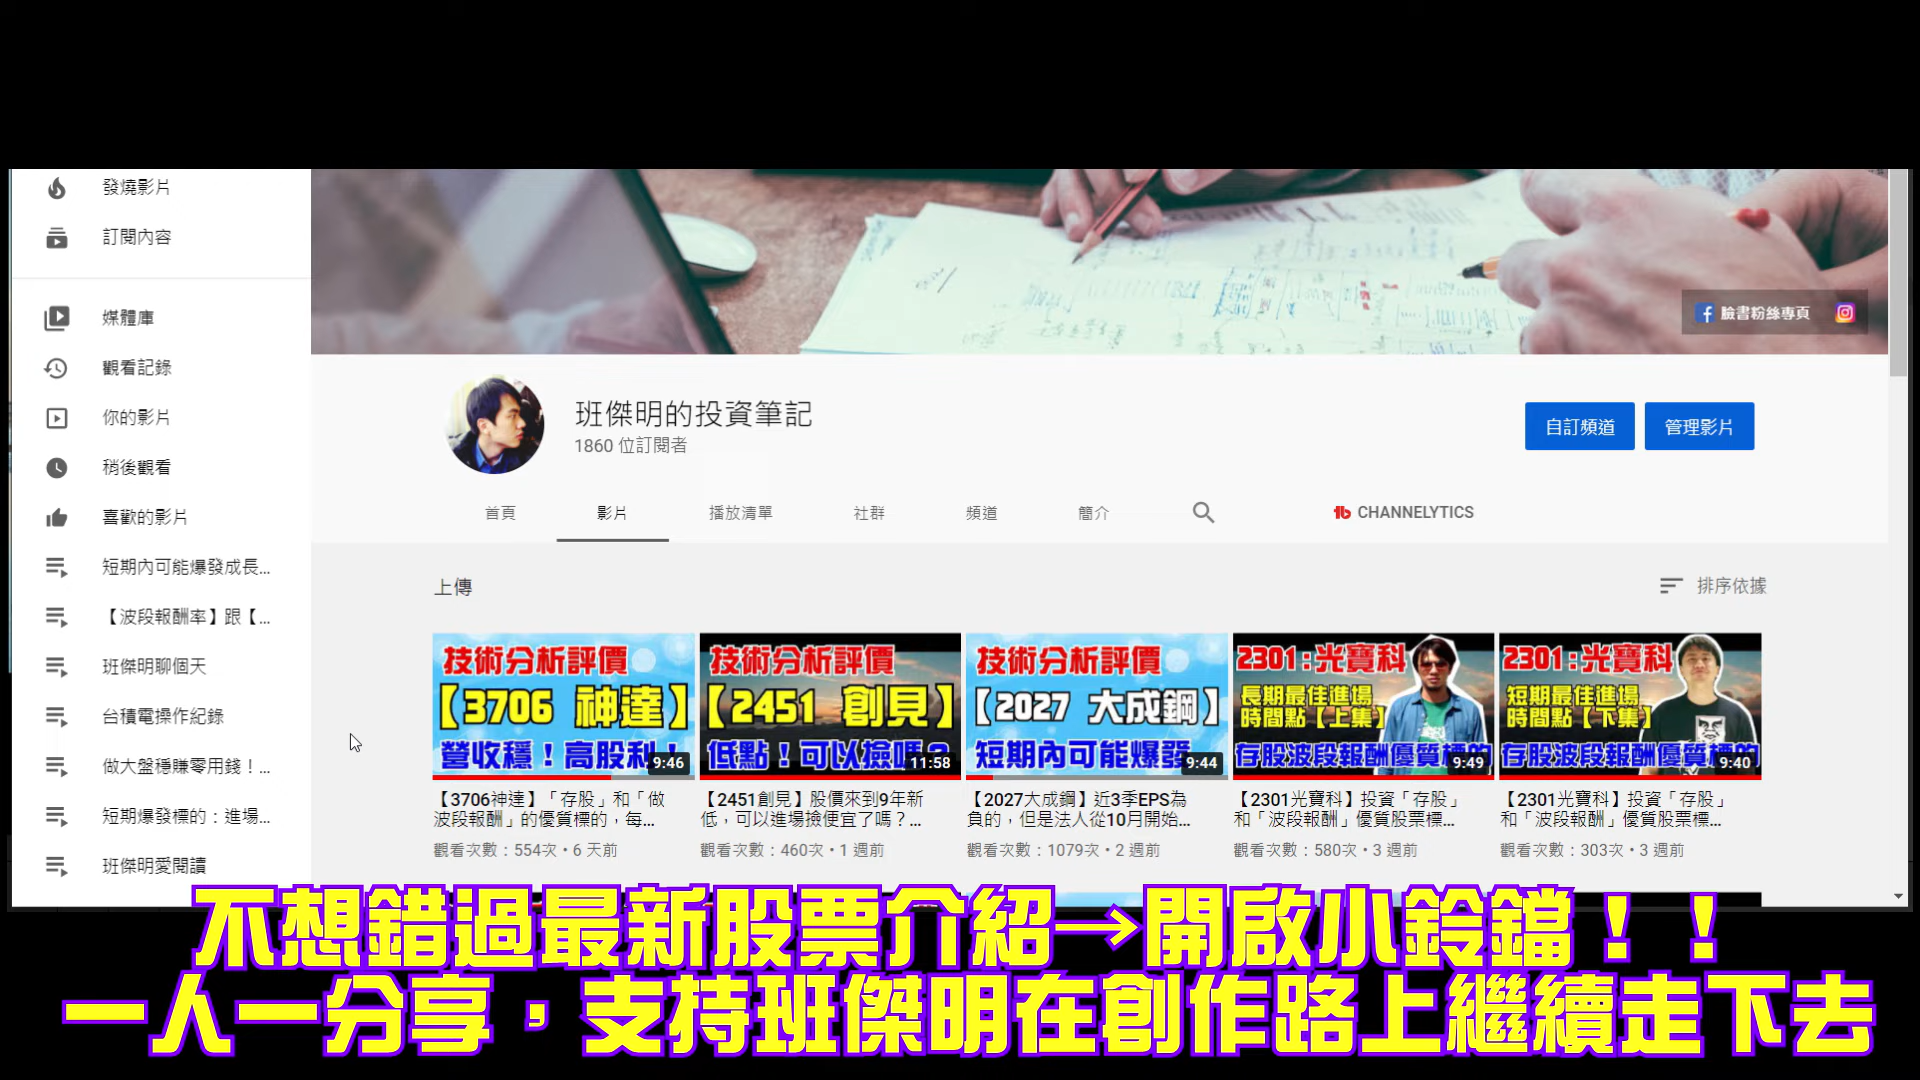 發燒影片
訂閱內容
媒體庫
觀看記錄
你的影片
稍後觀看
喜歡的影片
短期內可能爆發成長...
【波段報酬率】跟【...
班傑明聊個天
台積電操作紀錄
做大盤穩賺零用錢！...
短期爆發標的：進場...
班傑明愛閱讀
臉書粉絲專頁
班傑明的投資筆記
1860 位訂閱者
自訂頻道
管理影片
首頁
影片
播放清單
社群
頻道
簡介
CHANNELYTICS
上傳
排序依據
技術分析評價
【3706 神達】
營收穩！高股利！
9:46
【3706神達】「存股」和「做
波段報酬」的優質標的，每...
觀看次數：554次 • 6 天前
技術分析評價
【2451 創見】
低點！可以撿嗎？
11:58
【2451創見】股價來到9年新
低，可以進場撿便宜了嗎？...
觀看次數：460次 • 1 週前
技術分析評價
【2027 大成鋼】
短期內可能爆發
9:44
【2027大成鋼】近3季EPS為
負的，但是法人從10月開始...
觀看次數：1079次 • 2 週前
2301：光寶科
長期最佳進場
時間點【上集】
存股波段報酬優質標的
9:49
【2301光寶科】投資「存股」
和「波段報酬」優質股票標...
觀看次數：580次 • 3 週前
2301：光寶科
短期最佳進場
時間點【下集】
存股波段報酬優質標的
9:40
【2301光寶科】投資「存股」
和「波段報酬」優質股票標...
觀看次數：303次 • 3 週前
不想錯過最新股票介紹→開啟小鈴鐺！！
一人一分享，支持班傑明在創作路上繼續走下去